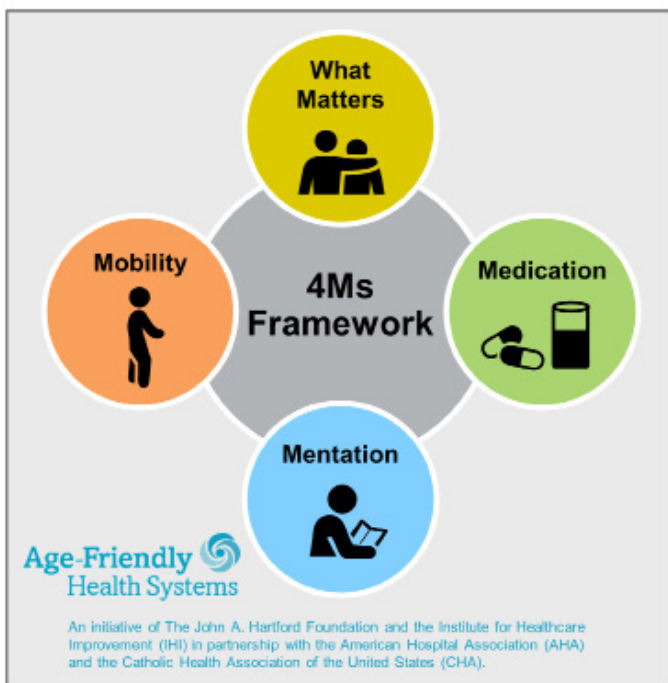 What
Matters
Mobility
4Ms
Framework
Medication
Mentation
Age-Friendly
Health Systems
An initiative of The John A. Hartford Foundation and the Institute for Healthcare
Improvement (IHI) in partnership with the American Hospital Association (AHA)
and the Catholic Health Association of the United States (CHA).